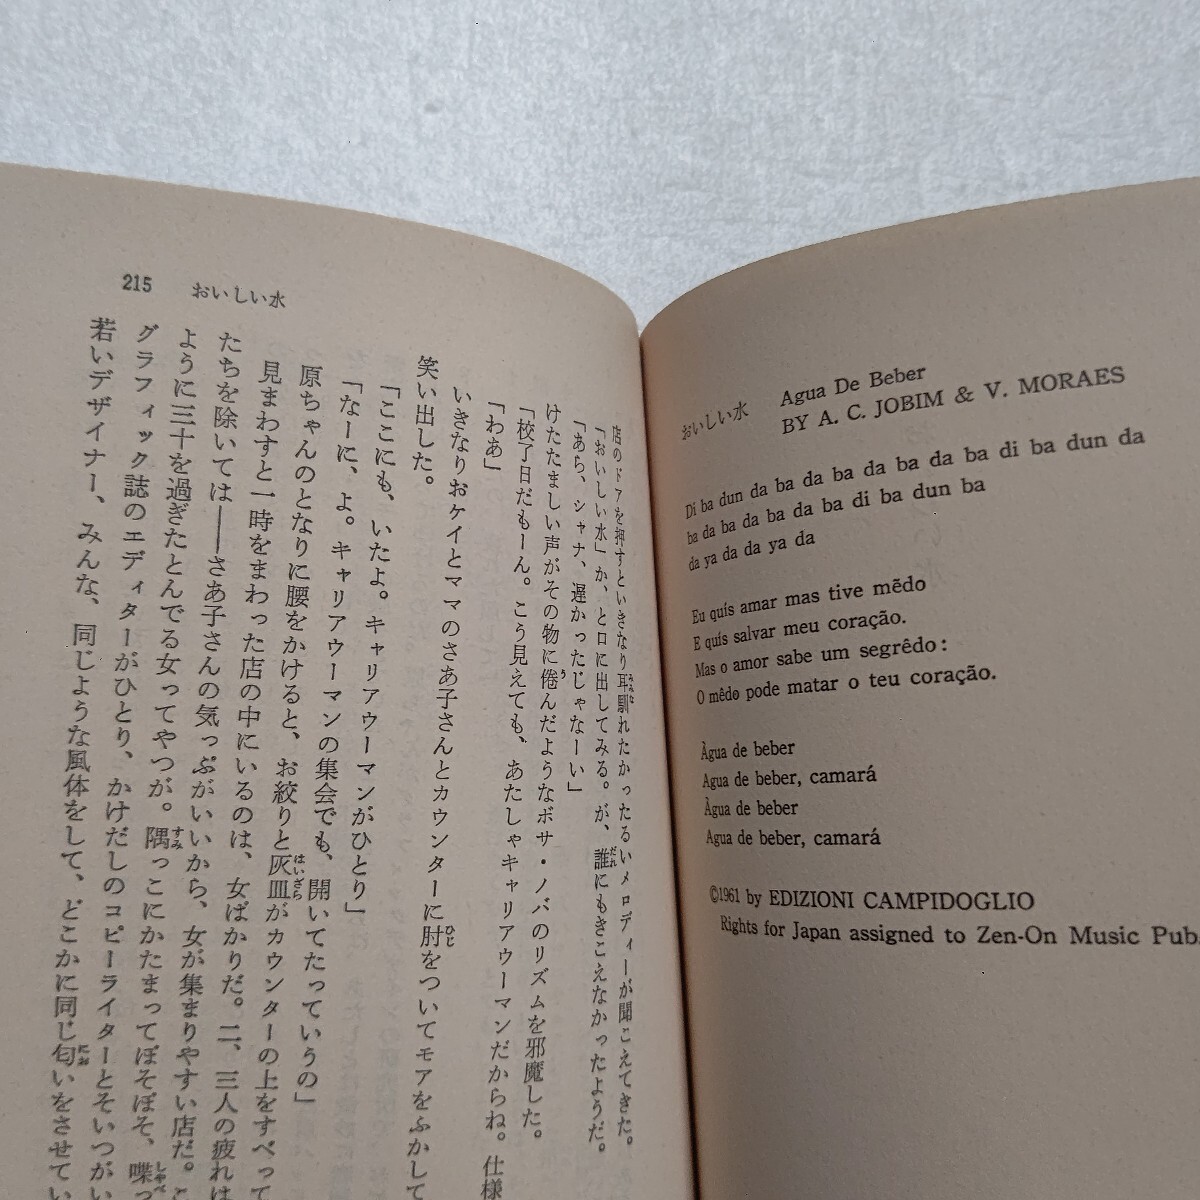 おいしい水
Agua De Beber
BY A. C. JOBIM & V. MORAES
Di ba dun da ba da ba da ba da ba di ba dun da
ba da ba da ba da ba di ba dun ba
da ya da da ya da
Eu quís amar mas tive mẽdo
E quís salvar meu coração.
Mas o amor sabe um segrêdo:
O mêdo pode matar o teu coração.
Àgua de beber
Agua de beber, camará
Àgua de beber
Agua de beber, camará
©1961 by EDIZIONI CAMPIDOGLIO
Rights for Japan assigned to Zen-On Music Pub.
215 おいしい水
店のドアを押すといきなり耳馴れたかったるいメロディーが聞こえてきた。
「おいしい水」か、と口に出してみる。が、誰にもきこえなかったようだ。
「あら、シャナ、遅かったじゃなーい」
けたたましい声がその物に倦んだようなボサ・ノバのリズムを邪魔した。
「校了日だもーん。こう見えても、あたしゃキャリアウーマンだからね。仕様
「わあ」
いきなりおケイとママのさあ子さんとカウンターに肘をついてモアをふかして
笑い出した。
「ここにも、いたよ。キャリアウーマンがひとり」
「なーに、よ。キャリアウーマンの集会でも、開いてたっていうの」
原ちゃんのとなりに腰をかけると、お絞りと灰皿がカウンターの上をすべって
見まわすと一時をまわった店の中にいるのは、女ばかりだ。二、三人の疲れは
たちを除いては――さあ子さんの気っぷがいいから、女が集まりやすい店だ。こ
ように三十を過ぎたとんでる女ってやつが。隅っこにかたまってぼそぼそ、喋っ
グラフィック誌のエディターがひとり、かけだしのコピーライターとそいつがい
若いデザイナー、みんな、同じような風体をして、どこかに同じ匂いをさせてい